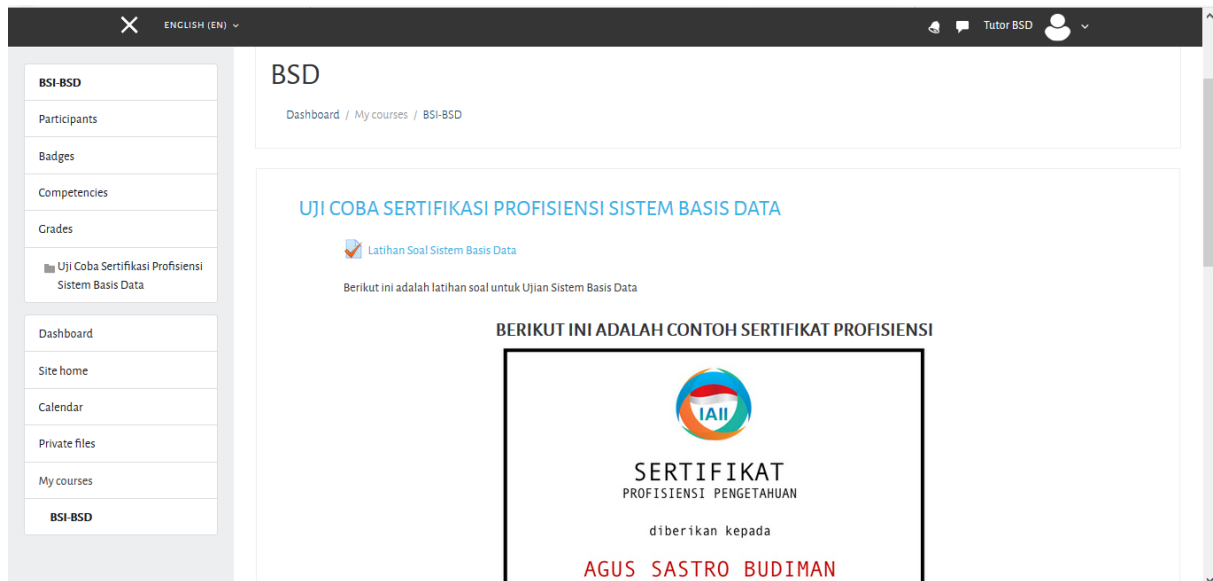 ENGLISH (EN)
Tutor BSD
BSI-BSD
Participants
Badges
Competencies
Grades
Uji Coba Sertifikasi Profisiensi
Sistem Basis Data
Dashboard
Site home
Calendar
Private files
My courses
BSI-BSD
BSD
Dashboard / My courses / BSI-BSD
UJI COBA SERTIFIKASI PROFISIENSI SISTEM BASIS DATA
Latihan Soal Sistem Basis Data
Berikut ini adalah latihan soal untuk Ujian Sistem Basis Data
BERIKUT INI ADALAH CONTOH SERTIFIKAT PROFISIENSI
IAII
SERTIFIKAT
PROFISIENSI PENGETAHUAN
diberikan kepada
AGUS SASTRO BUDIMAN